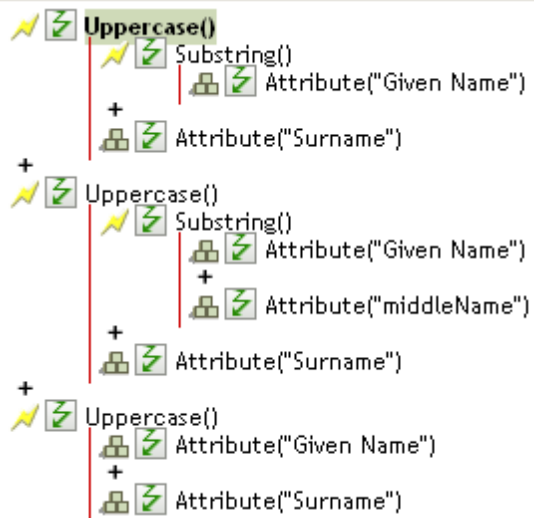 Uppercase()
Substring()
Attribute("Given Name")
+
Attribute("Surname")
+
Uppercase()
Substring()
Attribute("Given Name")
+
Attribute("middleName")
+
Attribute("Surname")
+
Uppercase()
Attribute("Given Name")
+
Attribute("Surname")